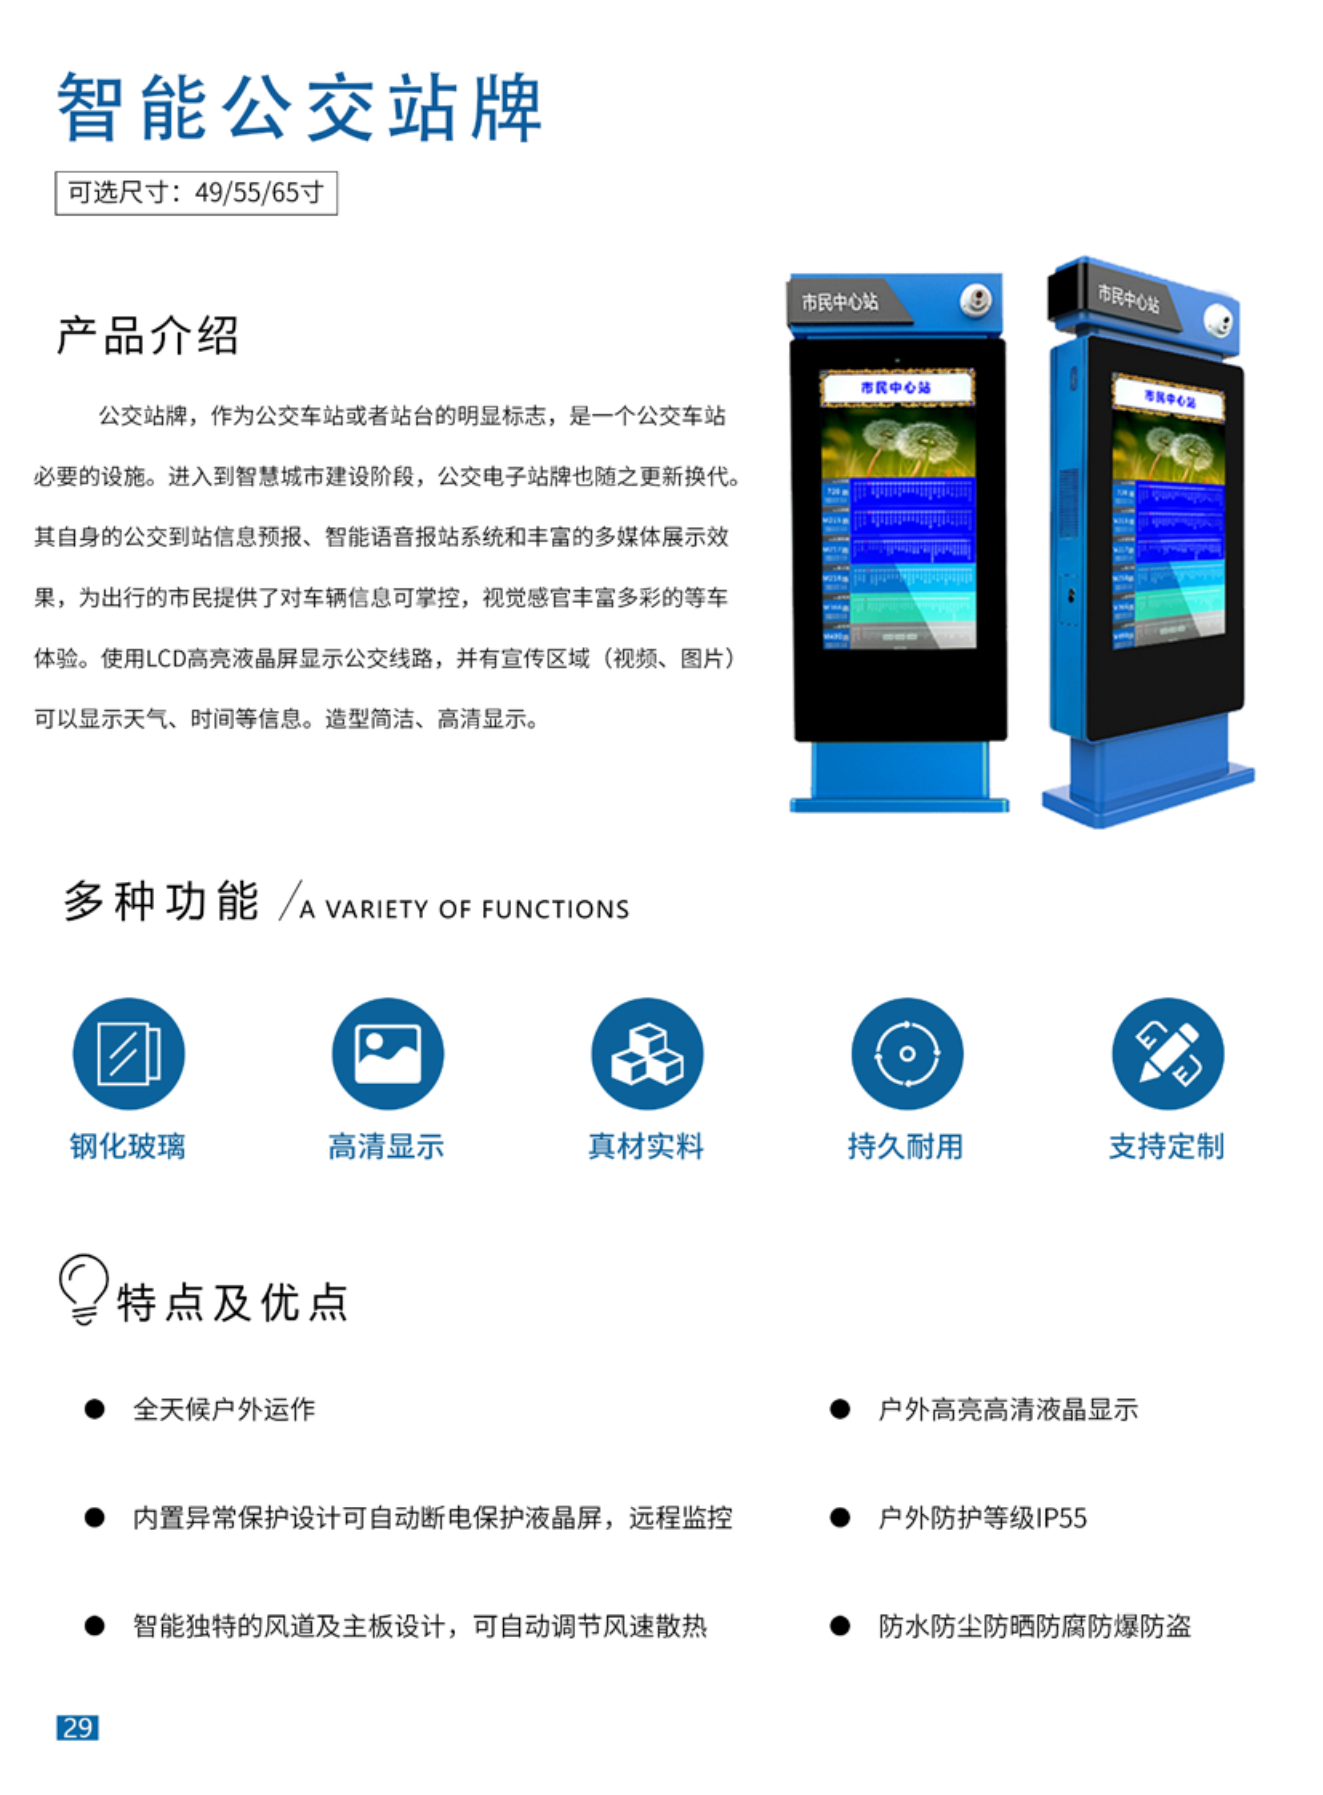 智能公交站牌
可选尺寸：49/55/65寸
市民中心站
市民中心站
市民中心站
市民中心站
产品介绍
公交站牌，作为公交车站或者站台的明显标志，是一个公交车站
必要的设施。进入到智慧城市建设阶段，公交电子站牌也随之更新换代。
其自身的公交到站信息预报、智能语音报站系统和丰富的多媒体展示效
果，为出行的市民提供了对车辆信息可掌控，视觉感官丰富多彩的等车
体验。使用LCD高亮液晶屏显示公交线路，并有宣传区域（视频、图片）
可以显示天气、时间等信息。造型简洁、高清显示。
多种功能 / A VARIETY OF FUNCTIONS
钢化玻璃
高清显示
真材实料
持久耐用
支持定制
特点及优点
● 全天候户外运作
● 户外高亮高清液晶显示
● 内置异常保护设计可自动断电保护液晶屏，远程监控
● 户外防护等级IP55
● 智能独特的风道及主板设计，可自动调节风速散热
● 防水防尘防晒防腐防爆防盗
29